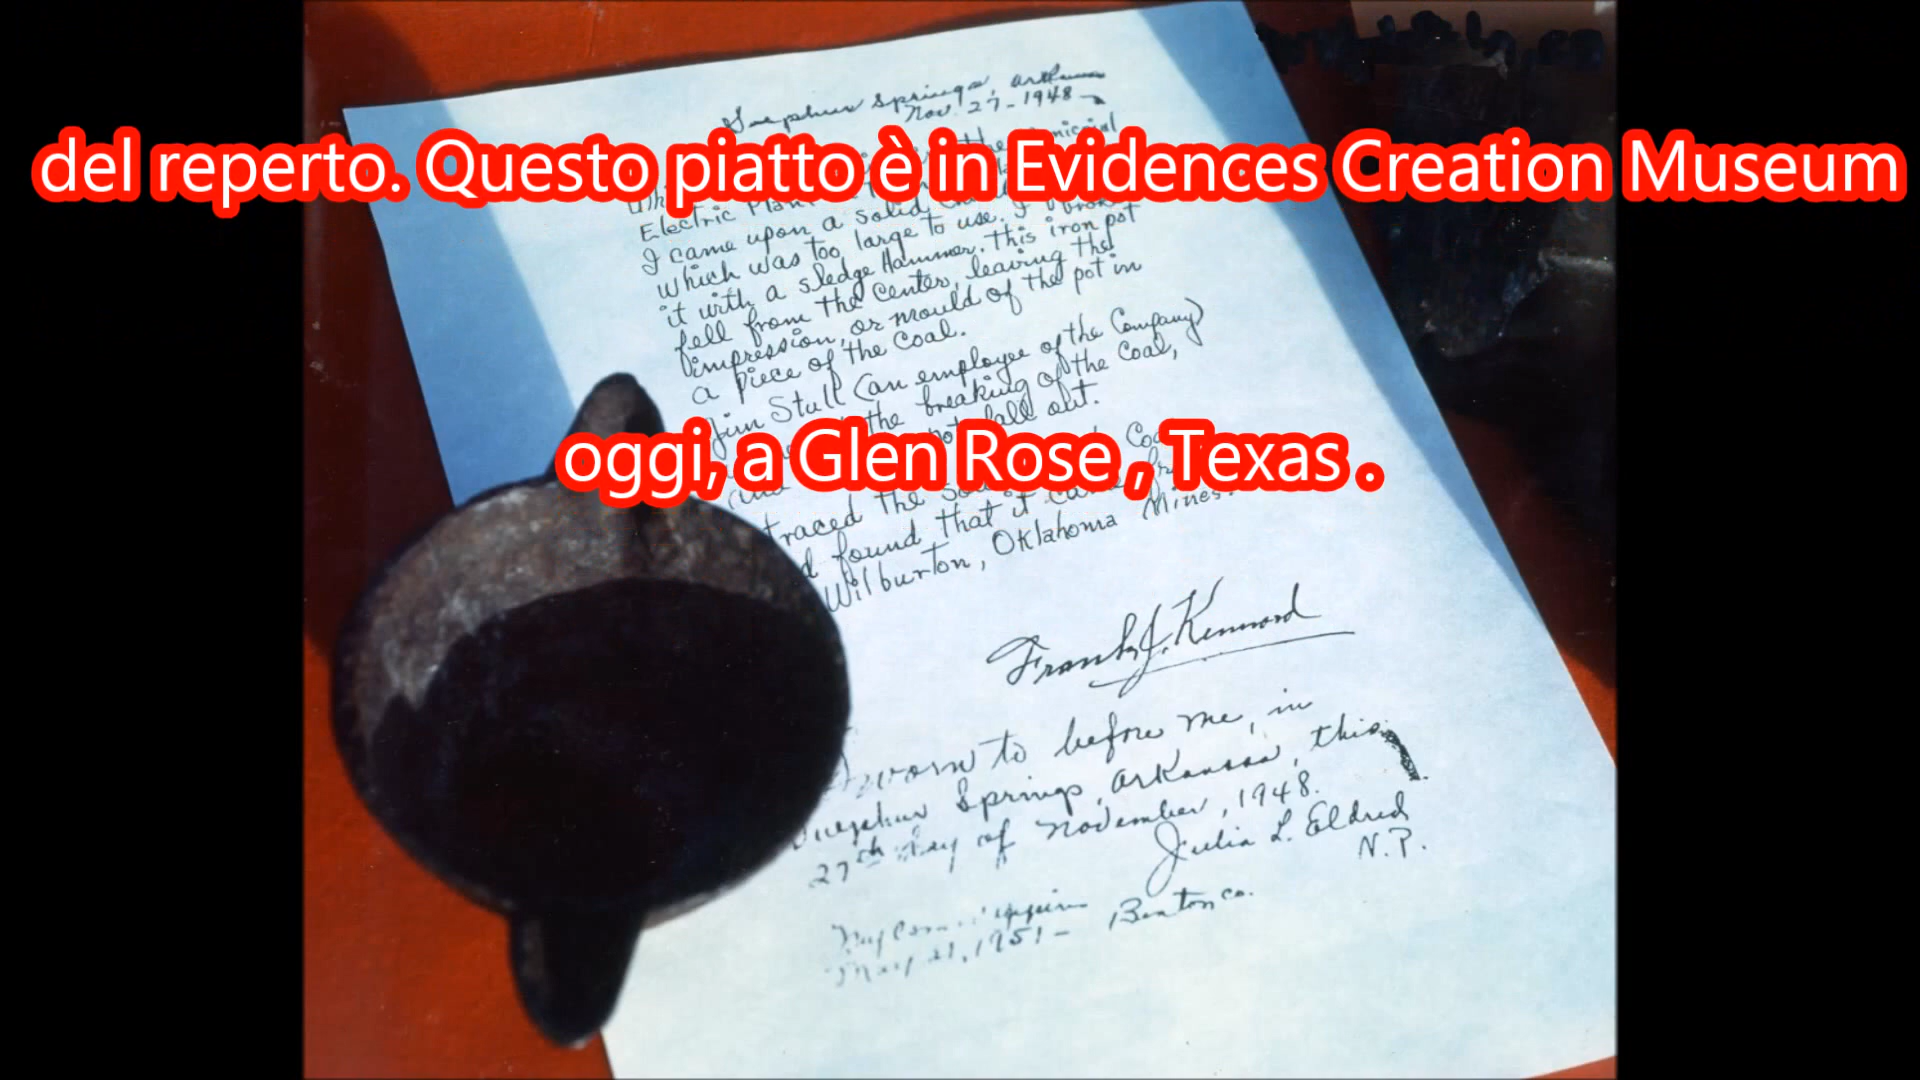 Springs,
Nov. 27-1948
del reperto. Questo piatto è in Evidences Creation Museum
Electric Plan
I came upon a solid
which was too large to use. I broke
it with a sledge Hammer. This iron pot
fell from the center, leaving the
impression, or mould of the pot in
a piece of the coal.
Jim Stull (an employee of the Company)
the breaking of the coal,
fall out.
oggi, a Glen Rose, Texas.
traced the
found that it
Wilburton, Oklahoma Mines.
Frank J. Kennard
Sworn to before me, in
Springs, Arkansas, this
27th day of November, 1948.
Julia L. Eldred
N.P.
Benton co.
May 21, 1951-